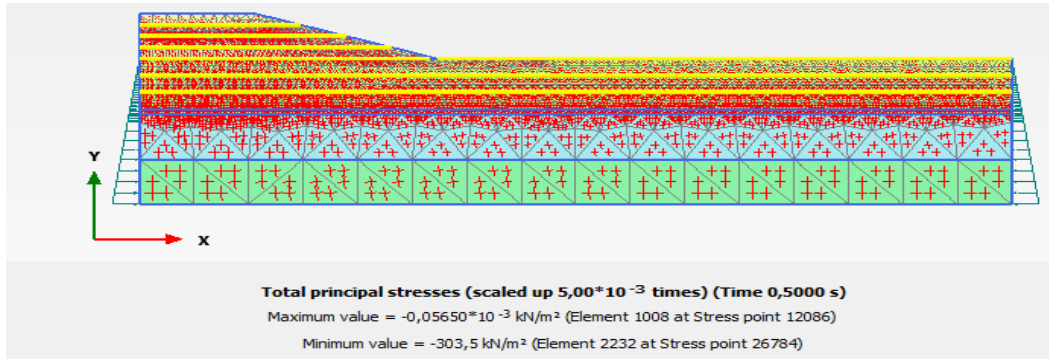 Y
X
Total principal stresses (scaled up 5,00*10⁻³ times) (Time 0,5000 s)
Maximum value = -0,05650*10⁻³ kN/m² (Element 1008 at Stress point 12086)
Minimum value = -303,5 kN/m² (Element 2232 at Stress point 26784)